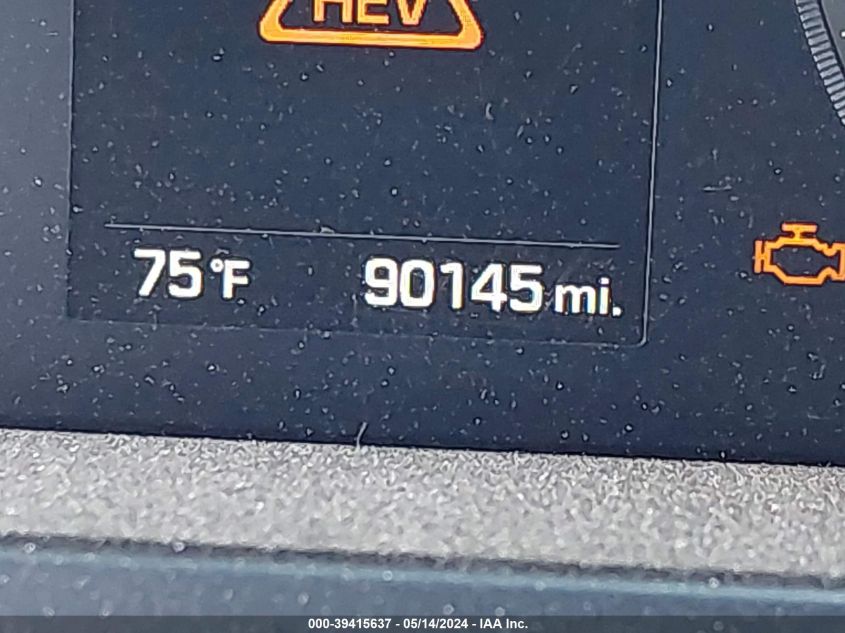 HEV
75°F 90145 mi.
000-39415637 - 05/14/2024 - IAA Inc.